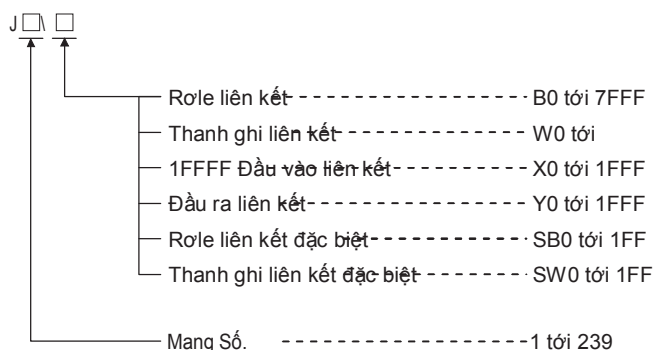 J□\ □
Rơle liên kết B0 tới 7FFF
Thanh ghi liên kết W0 tới
1FFFF Đầu vào liên kết X0 tới 1FFF
Đầu ra liên kết Y0 tới 1FFF
Rơle liên kết đặc biệt SB0 tới 1FF
Thanh ghi liên kết đặc biệt SW0 tới 1FF
Mạng Số. 1 tới 239